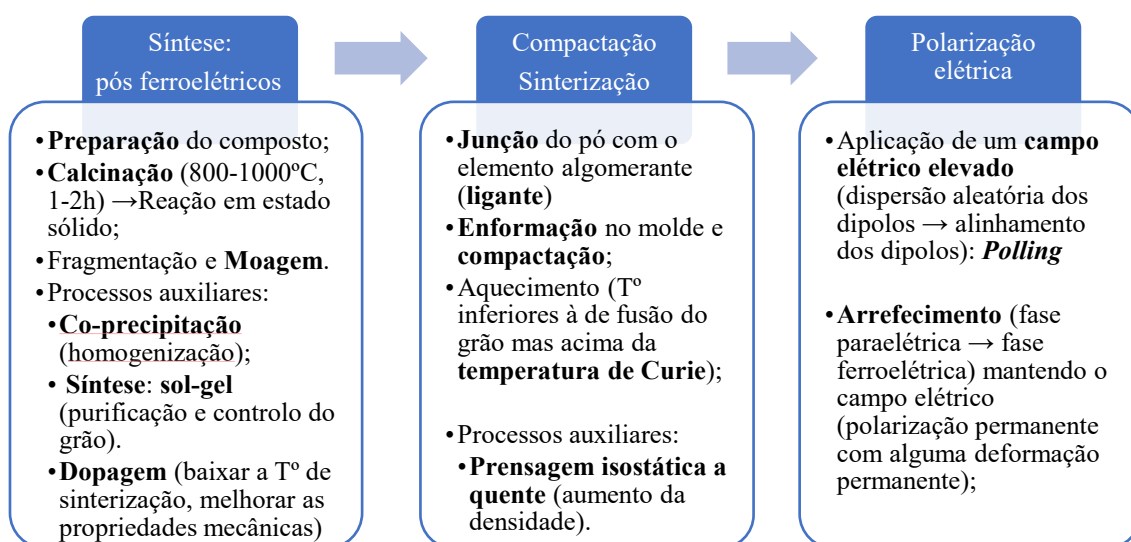 Síntese:
pós ferroelétricos
•Preparação do composto;
•Calcinação (800-1000ºC,
1-2h) →Reação em estado
sólido;
•Fragmentação e Moagem.
•Processos auxiliares:
•Co-precipitação
(homogenização);
• Síntese: sol-gel
(purificação e controlo do
grão).
•Dopagem (baixar a Tº de
sinterização, melhorar as
propriedades mecânicas)
Compactação
Sinterização
•Junção do pó com o
elemento algomerante
(ligante)
•Enformação no molde e
compactação;
•Aquecimento (Tº
inferiores à de fusão do
grão mas acima da
temperatura de Curie);
•Processos auxiliares:
•Prensagem isostática a
quente (aumento da
densidade).
Polarização
elétrica
•Aplicação de um campo
elétrico elevado
(dispersão aleatória dos
dipolos → alinhamento
dos dipolos): Polling
•Arrefecimento (fase
paraelétrica → fase
ferroelétrica) mantendo o
campo elétrico
(polarização permanente
com alguma deformação
permanente);